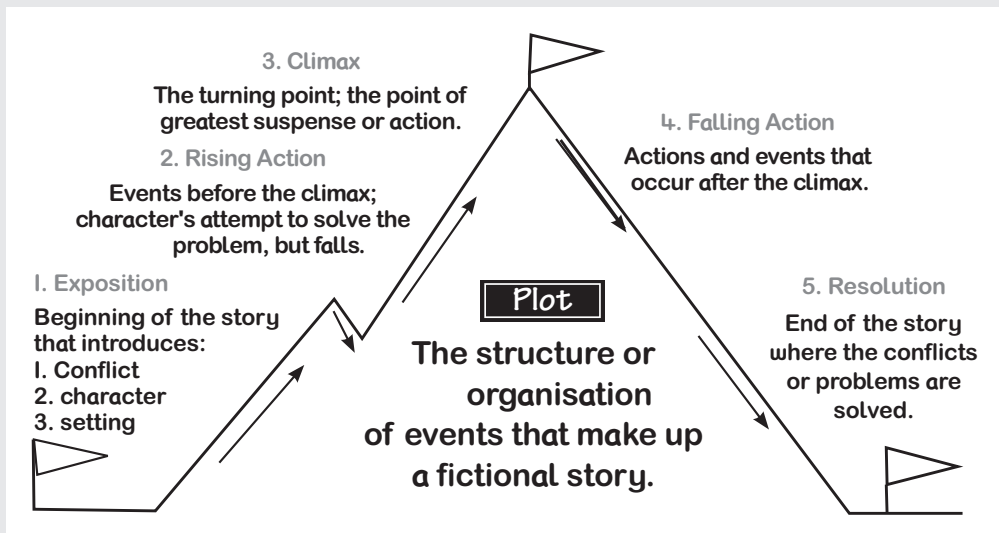 3. Climax
The turning point; the point of
greatest suspense or action.
2. Rising Action
Events before the climax;
character's attempt to solve the
problem, but falls.
1. Exposition
Beginning of the story
that introduces:
1. Conflict
2. character
3. setting
Plot
The structure or
organisation
of events that make up
a fictional story.
4. Falling Action
Actions and events that
occur after the climax.
5. Resolution
End of the story
where the conflicts
or problems are
solved.